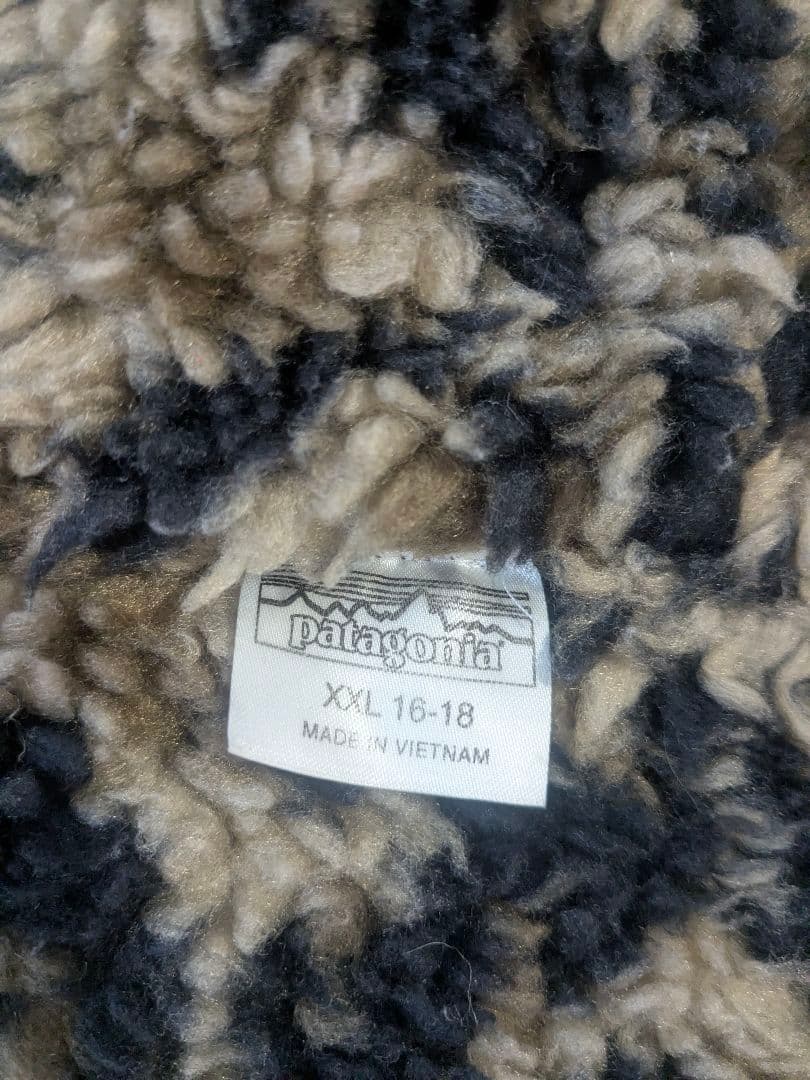 patagonia
XXL 16-18
MADE IN VIETNAM